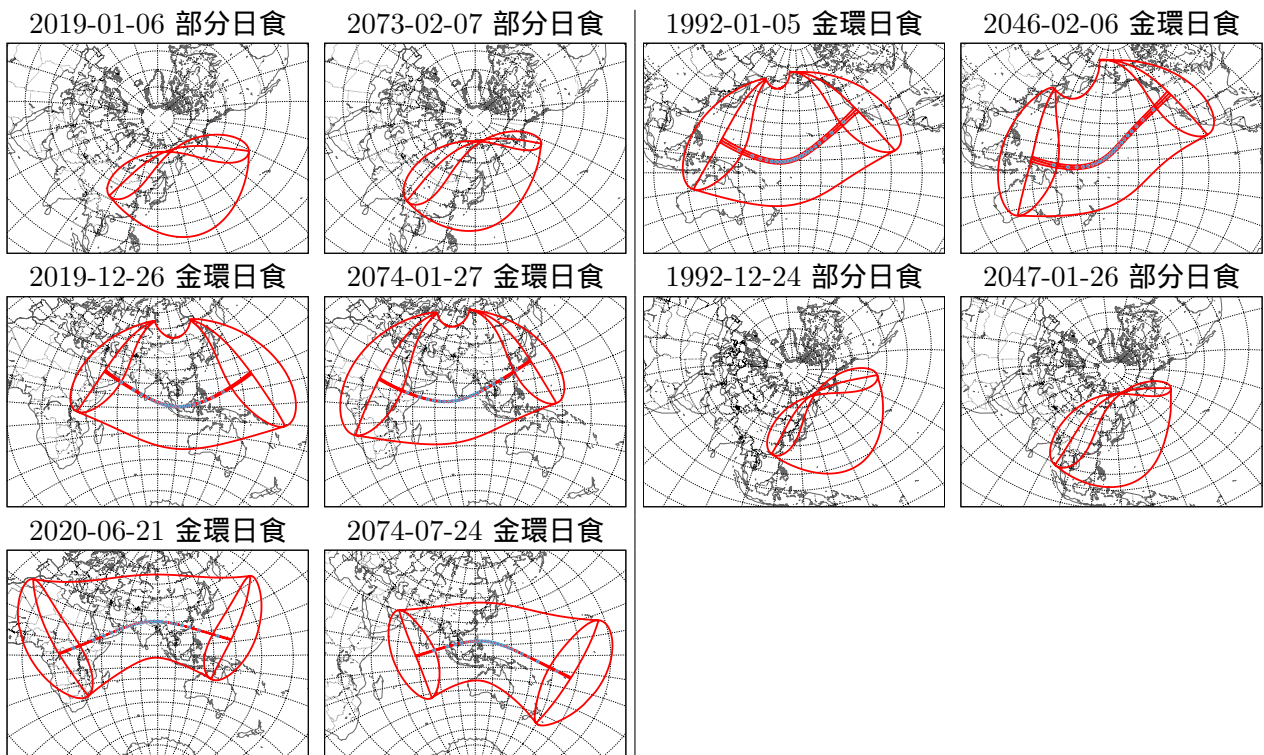 2019-01-06 部分日食
2073-02-07 部分日食
1992-01-05 金環日食
2046-02-06 金環日食
2019-12-26 金環日食
2074-01-27 金環日食
1992-12-24 部分日食
2047-01-26 部分日食
2020-06-21 金環日食
2074-07-24 金環日食